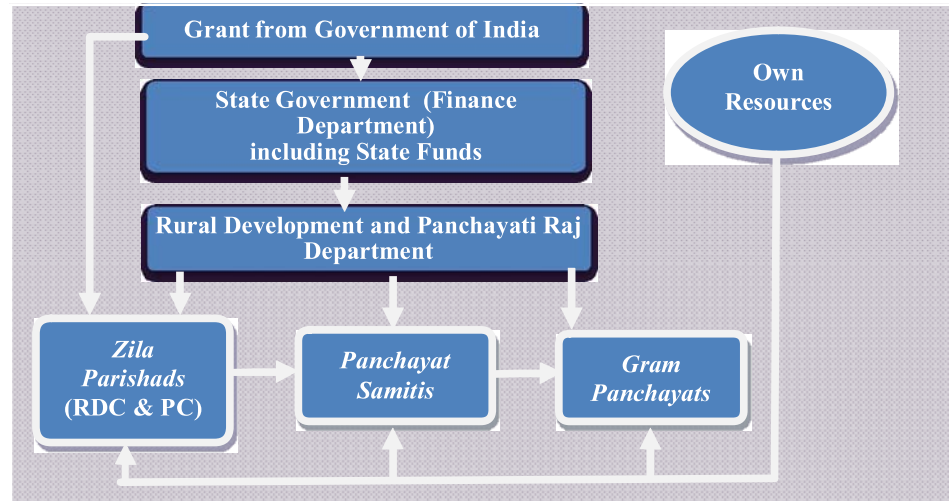 Grant from Government of India
Own
Resources
State Government (Finance
Department)
including State Funds
Rural Development and Panchayati Raj
Department
Zila
Parishads
(RDC & PC)
Panchayat
Samitis
Gram
Panchayats